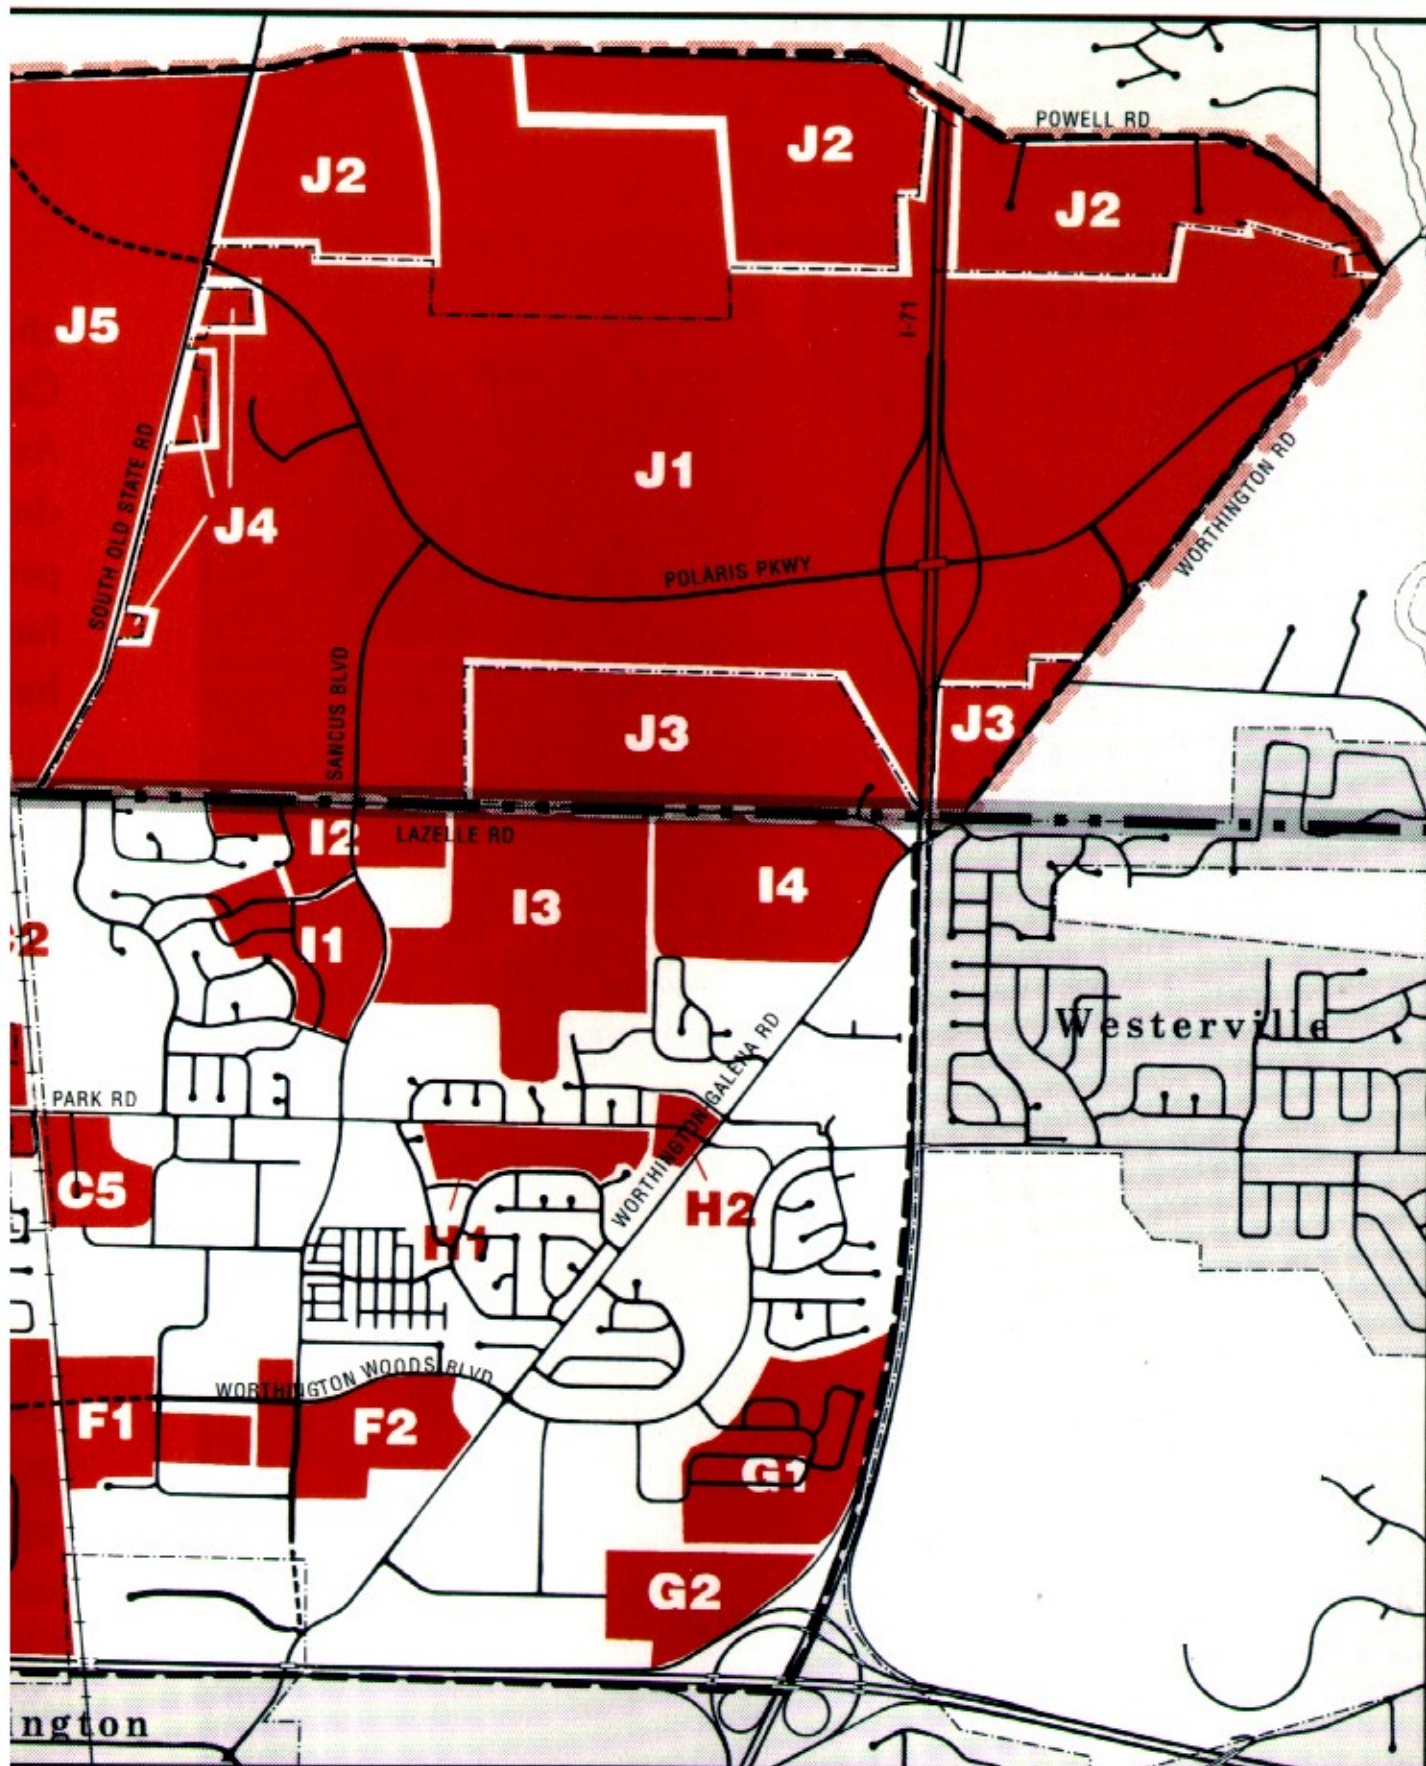 POWELL RD
J2
J2
J2
J5
I-71
J1
SOUTH OLD STATE RD
J4
WORTHINGTON RD
POLARIS PKWY
SANCUS BLVD
J3
J3
I2
LAZELLE RD
I4
I3
I1
Westerville
WORTHINGTON-GALENA RD
PARK RD
C5
H2
H1
WORTHINGTON WOODS BLVD
F1
F2
G1
G2
ington